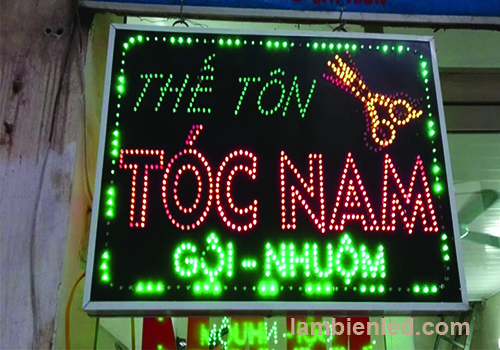 THẾ TÔN
TÓC NAM
GỘI - NHUỘM
lambienled.com